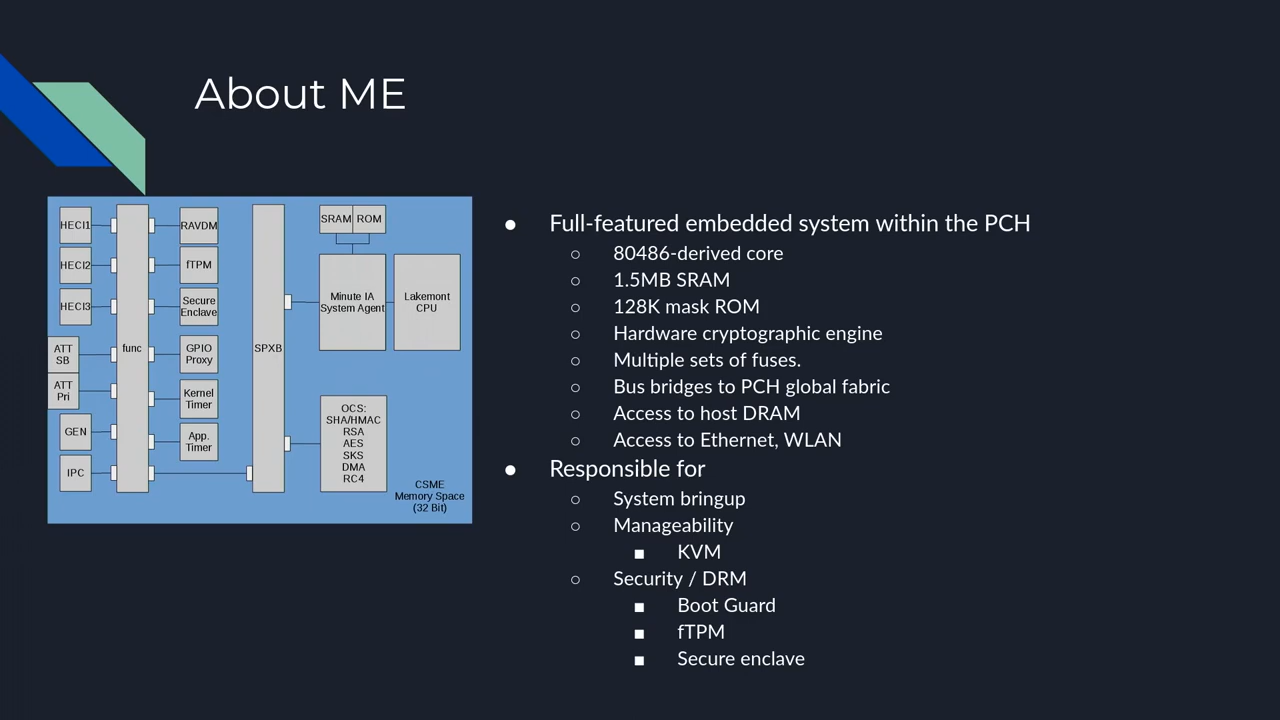 About ME
HECI1
HECI2
HECI3
ATT
SB
ATT
Pri
GEN
IPC
func
RAVDM
fTPM
Secure
Enclave
GPIO
Proxy
Kernel
Timer
App.
Timer
SPXB
SRAM
ROM
Minute IA
System Agent
Lakemont
CPU
OCS:
SHA/HMAC
RSA
AES
SKS
DMA
RC4
CSME
Memory Space
(32 Bit)
● Full-featured embedded system within the PCH
○ 80486-derived core
○ 1.5MB SRAM
○ 128K mask ROM
○ Hardware cryptographic engine
○ Multiple sets of fuses.
○ Bus bridges to PCH global fabric
○ Access to host DRAM
○ Access to Ethernet, WLAN
● Responsible for
○ System bringup
○ Manageability
■ KVM
○ Security / DRM
■ Boot Guard
■ fTPM
■ Secure enclave